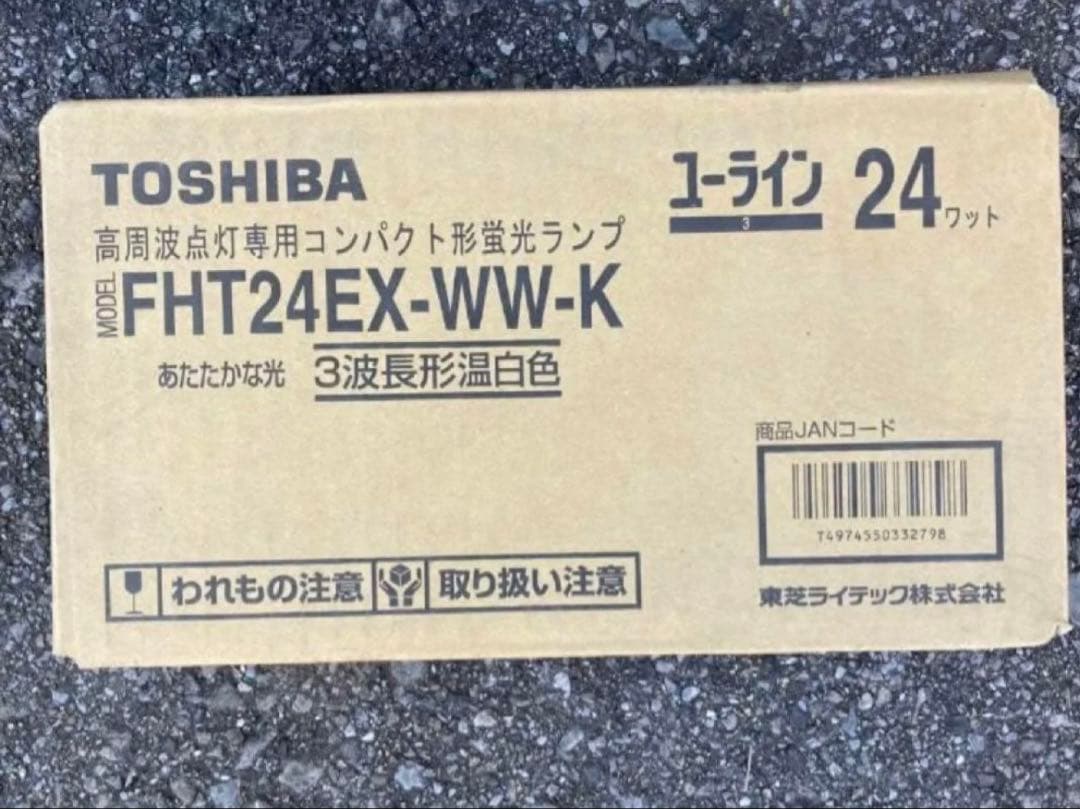 TOSHIBA
ユーライン 24ワット
3
高周波点灯専用コンパクト形蛍光ランプ
MODEL FHT24EX-WW-K
あたたかな光 3波長形温白色
商品JANコード
T4974550332798
われもの注意 取り扱い注意
東芝ライテック株式会社